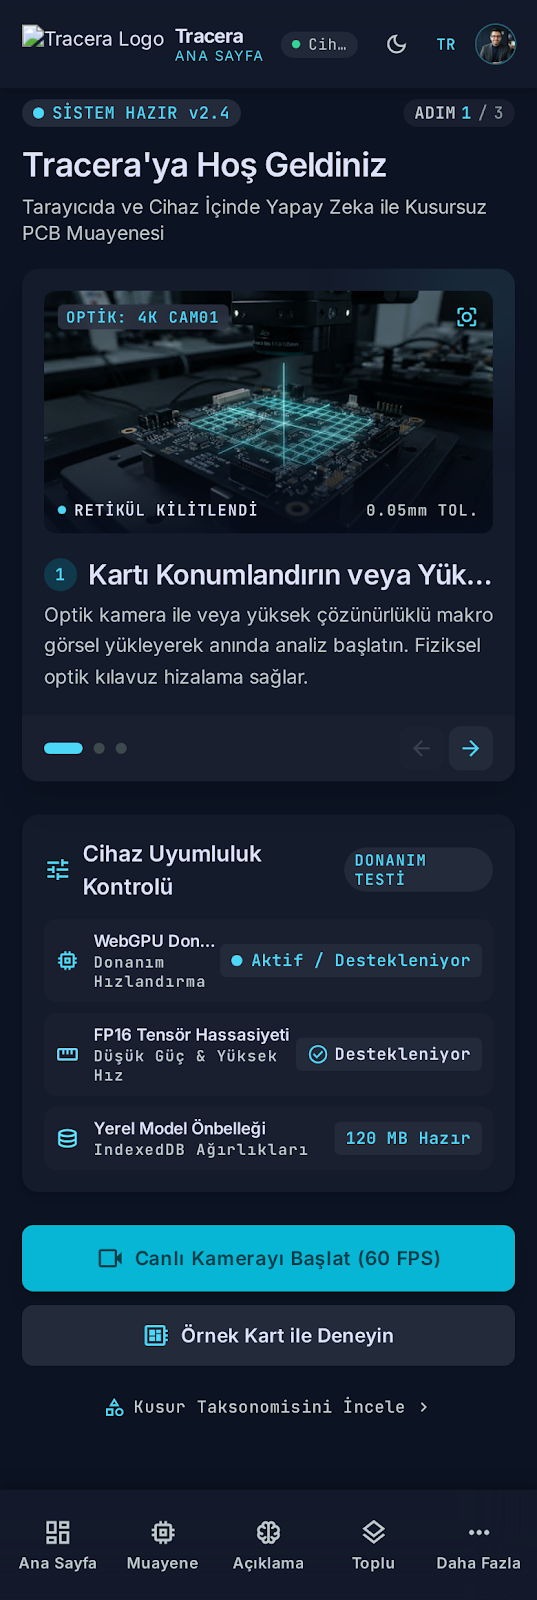 Tracera Logo
Tracera
ANA SAYFA
Cih...
TR
SİSTEM HAZIR v2.4
ADIM 1 / 3
Tracera'ya Hoş Geldiniz
Tarayıcıda ve Cihaz İçinde Yapay Zeka ile Kusursuz
PCB Muayenesi
OPTİK: 4K CAM01
RETİKÜL KİLİTLENDİ
0.05mm TOL.
1 Kartı Konumlandırın veya Yük...
Optik kamera ile veya yüksek çözünürlüklü makro
görsel yükleyerek anında analiz başlatın. Fiziksel
optik kılavuz hizalama sağlar.
Cihaz Uyumluluk
Kontrolü
DONANIM
TESTİ
WebGPU Don...
Donanım
Hızlandırma
Aktif / Destekleniyor
FP16 Tensör Hassasiyeti
Düşük Güç & Yüksek
Hız
Destekleniyor
Yerel Model Önbelleği
IndexedDB Ağırlıkları
120 MB Hazır
Canlı Kamerayı Başlat (60 FPS)
Örnek Kart ile Deneyin
Kusur Taksonomisini İncele
Ana Sayfa
Muayene
Açıklama
Toplu
Daha Fazla